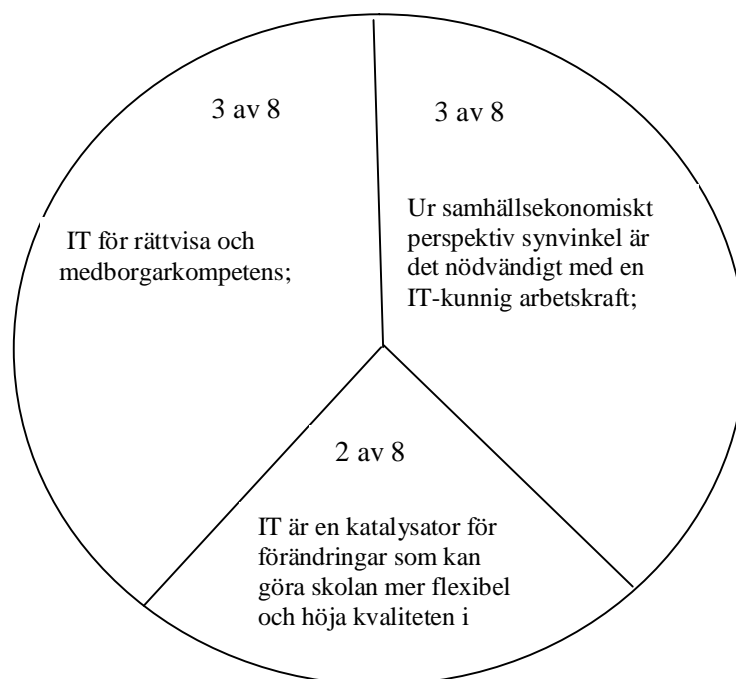 3 av 8
IT för rättvisa och
medborgarkompetens;
3 av 8
Ur samhällsekonomiskt
perspektiv synvinkel är
det nödvändigt med en
IT-kunnig arbetskraft;
2 av 8
IT är en katalysator för
förändringar som kan
göra skolan mer flexibel
och höja kvaliteten i